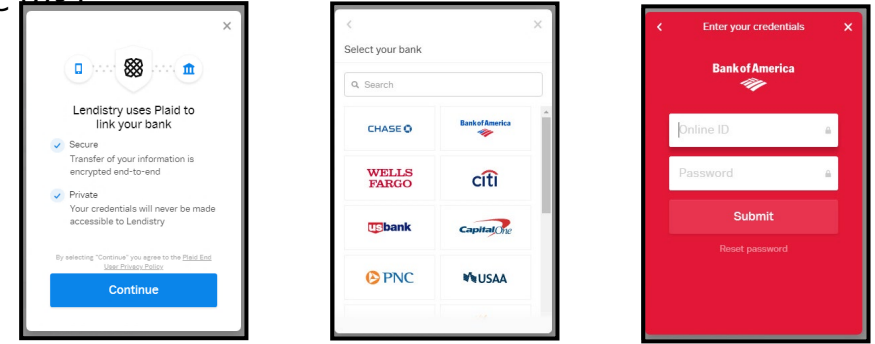 Lendistry uses Plaid to
link your bank
Secure
Transfer of your information is
encrypted end-to-end
Private
Your credentials will never be made
accessible to Lendistry
By selecting "Continue" you agree to the Plaid End
User Privacy Policy
Continue
Select your bank
Search
CHASE
Bank of America
WELLS
FARGO
citi
usbank
Capital One
PNC
USAA
Enter your credentials
Bank of America
Online ID
Password
Submit
Reset password